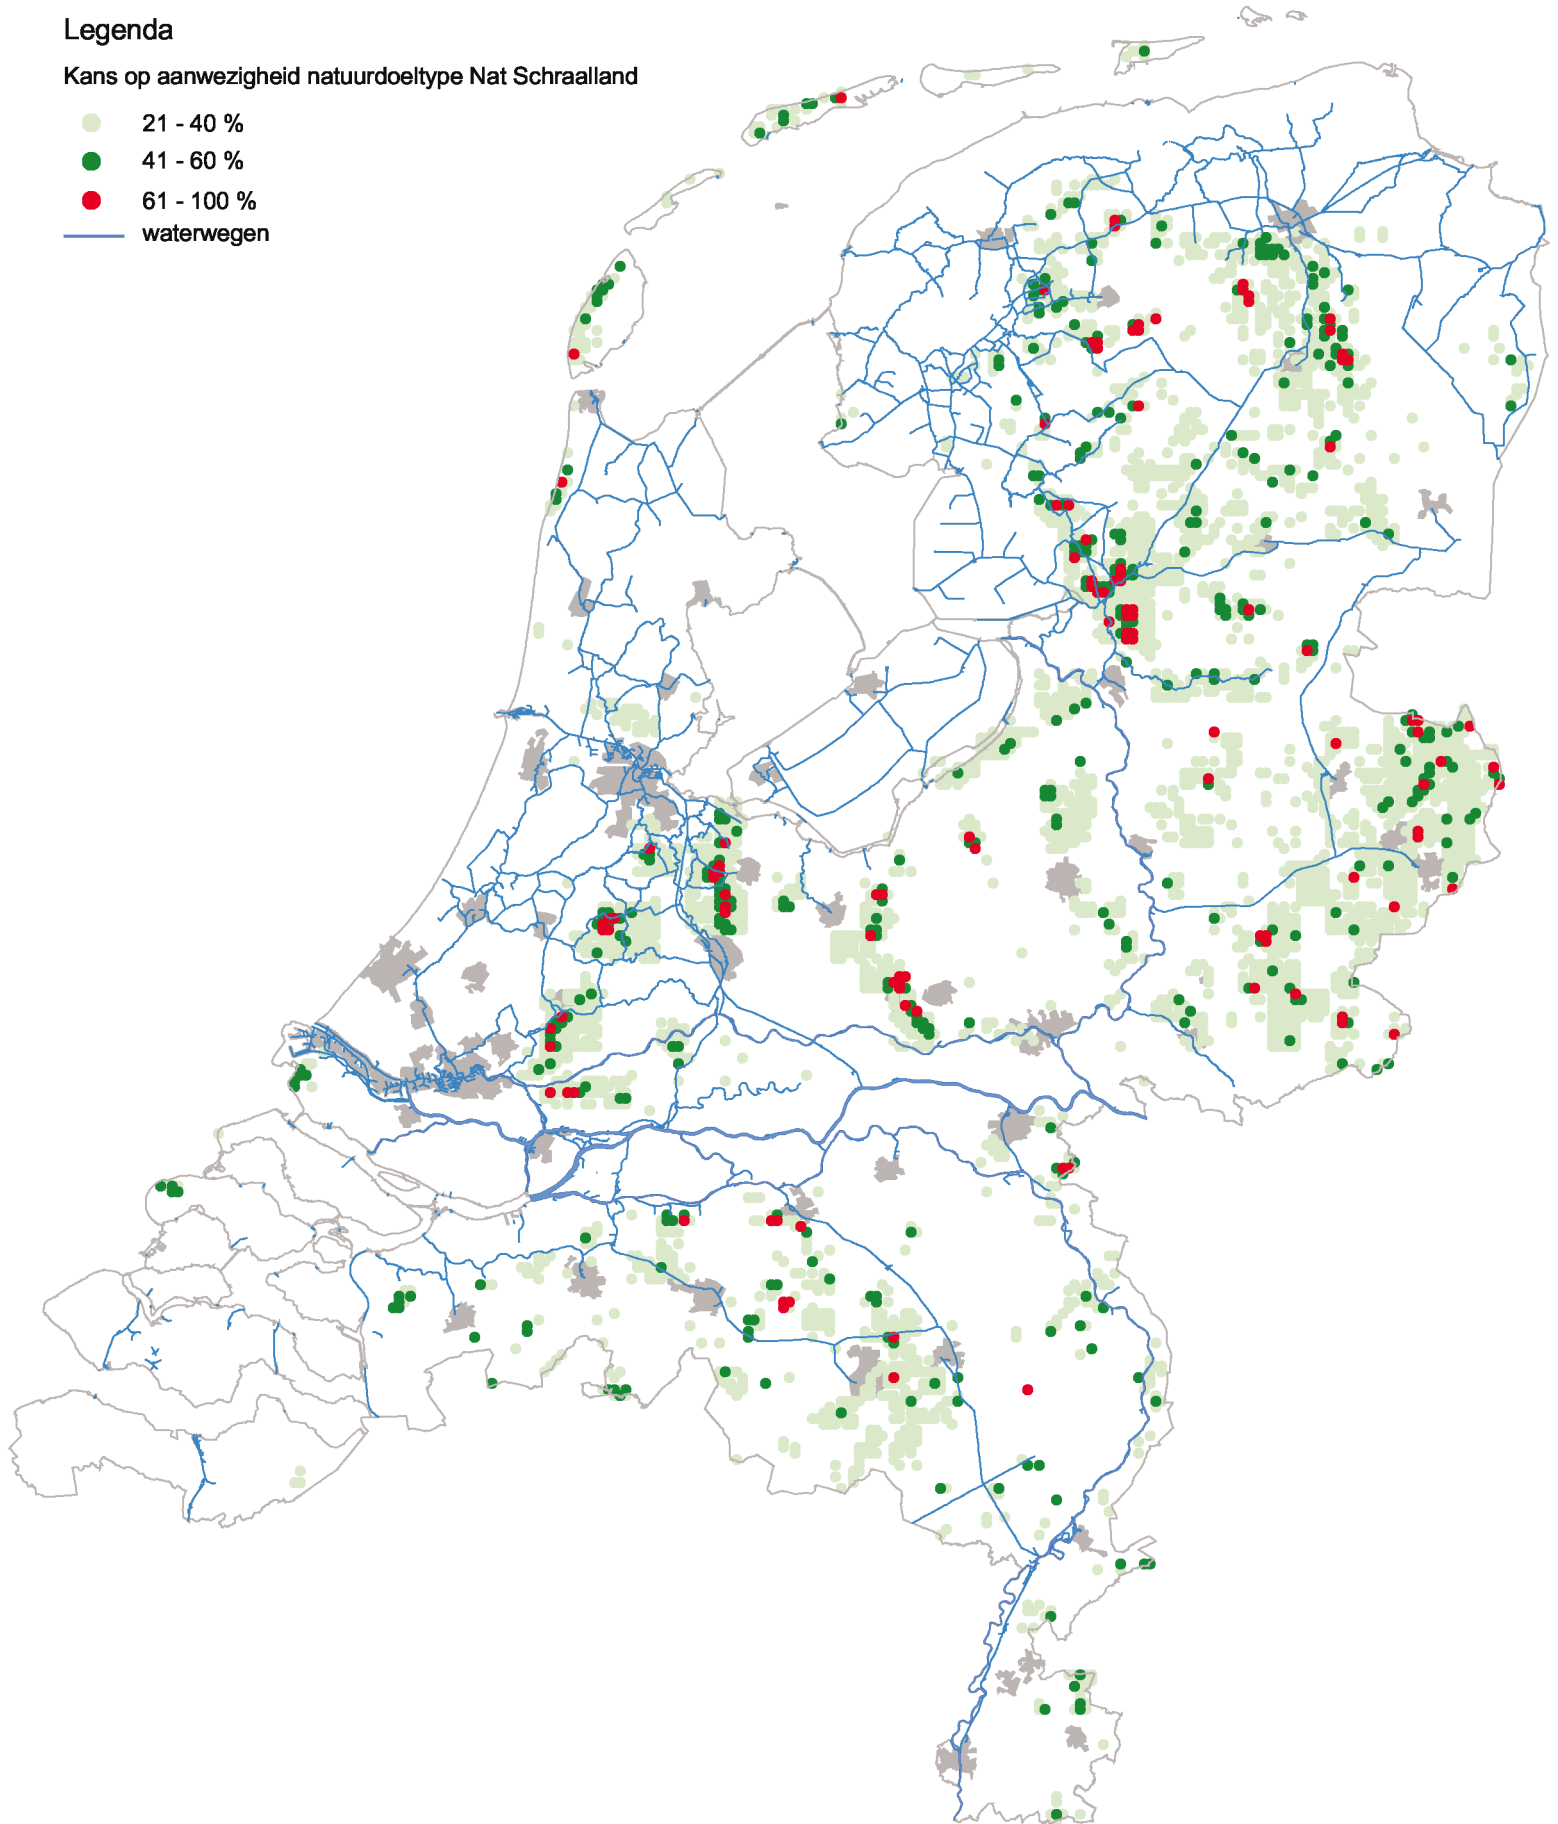 Legenda
Kans op aanwezigheid natuurdoeltype Nat Schraalland
21 - 40 %
41 - 60 %
61 - 100 %
waterwegen